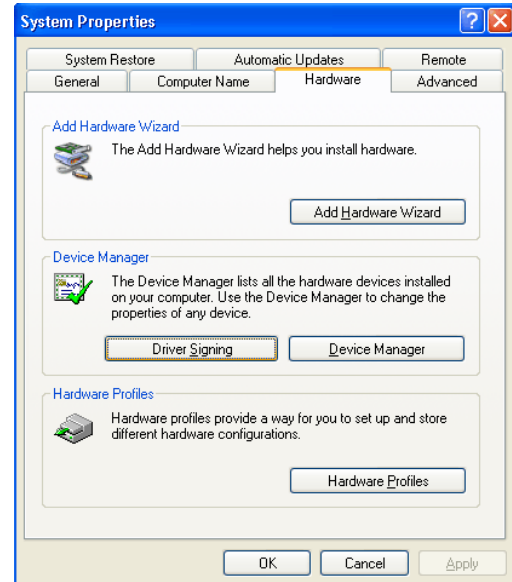 System Properties
System Restore Automatic Updates Remote
General Computer Name Hardware Advanced
Add Hardware Wizard
The Add Hardware Wizard helps you install hardware.
Add Hardware Wizard
Device Manager
The Device Manager lists all the hardware devices installed
on your computer. Use the Device Manager to change the
properties of any device.
Driver Signing Device Manager
Hardware Profiles
Hardware profiles provide a way for you to set up and store
different hardware configurations.
Hardware Profiles
OK Cancel Apply